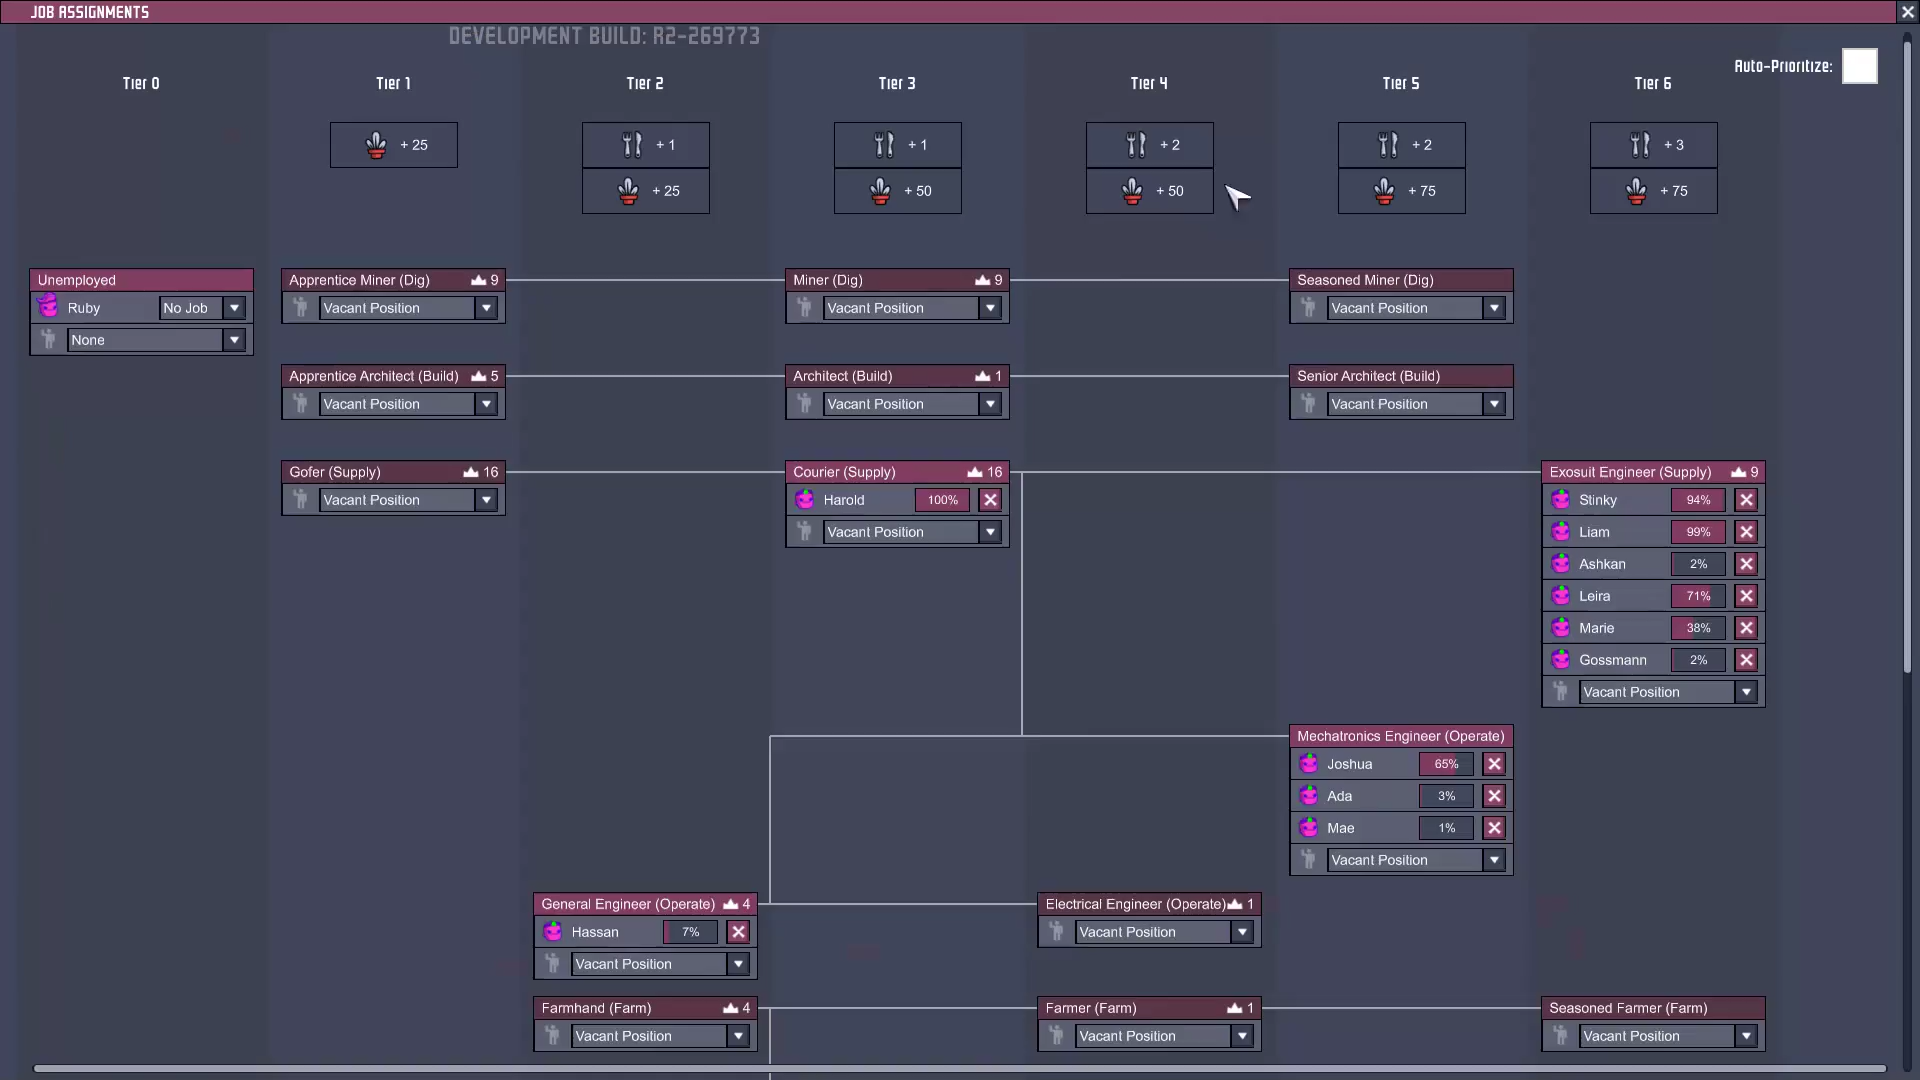 JOB ASSIGNMENTS
DEVELOPMENT BUILD: R2-269773
Auto-Prioritize:
Tier 0
Tier 1
Tier 2
Tier 3
Tier 4
Tier 5
Tier 6
+ 25
+ 1
+ 1
+ 2
+ 2
+ 3
+ 25
+ 50
+ 50
+ 75
+ 75
Unemployed
Ruby No Job
None
Apprentice Miner (Dig) 9
Vacant Position
Miner (Dig) 9
Vacant Position
Seasoned Miner (Dig)
Vacant Position
Apprentice Architect (Build) 5
Vacant Position
Architect (Build) 1
Vacant Position
Senior Architect (Build)
Vacant Position
Gofer (Supply) 16
Vacant Position
Courier (Supply) 16
Harold 100%
Vacant Position
Exosuit Engineer (Supply) 9
Stinky 94%
Liam 99%
Ashkan 2%
Leira 71%
Marie 38%
Gossmann 2%
Vacant Position
Mechatronics Engineer (Operate)
Joshua 65%
Ada 3%
Mae 1%
Vacant Position
General Engineer (Operate) 4
Hassan 7%
Vacant Position
Electrical Engineer (Operate) 1
Vacant Position
Farmhand (Farm) 4
Vacant Position
Farmer (Farm) 1
Vacant Position
Seasoned Farmer (Farm)
Vacant Position